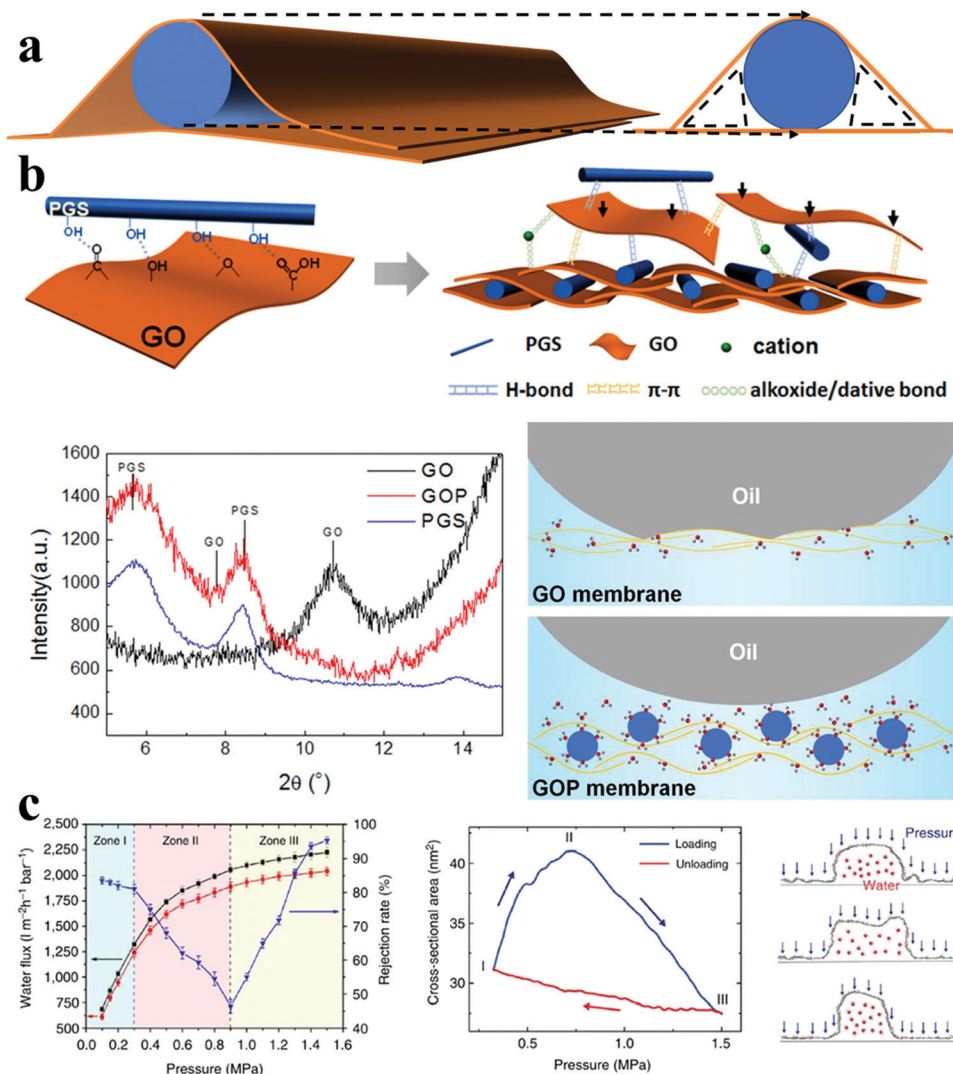 a
b
PGS
OH OH OH OH
O
OH
O
O OH
GO
PGS
GO
cation
H-bond
π-π
alkoxide/dative bond
1600
1400
1200
1000
800
600
400
Intensity(a.u.)
PGS
GO
PGS
GO
GO
GOP
PGS
6 8 10 12 14
2θ (°)
Oil
GO membrane
Oil
GOP membrane
c
2,500
2,250
2,000
1,750
1,500
1,250
1,000
750
500
Water flux (l m⁻²h⁻¹ bar⁻¹)
Zone I Zone II Zone III
100
90
80
70
60
50
40
Rejection rate (%)
0.0 0.2 0.4 0.6 0.8 1.0 1.2 1.4 1.6
Pressure (MPa)
Cross-sectional area (nm²)
40
35
30
I
II
III
Loading
Unloading
0.5 1.0 1.5
Pressure (MPa)
Pressure
Water